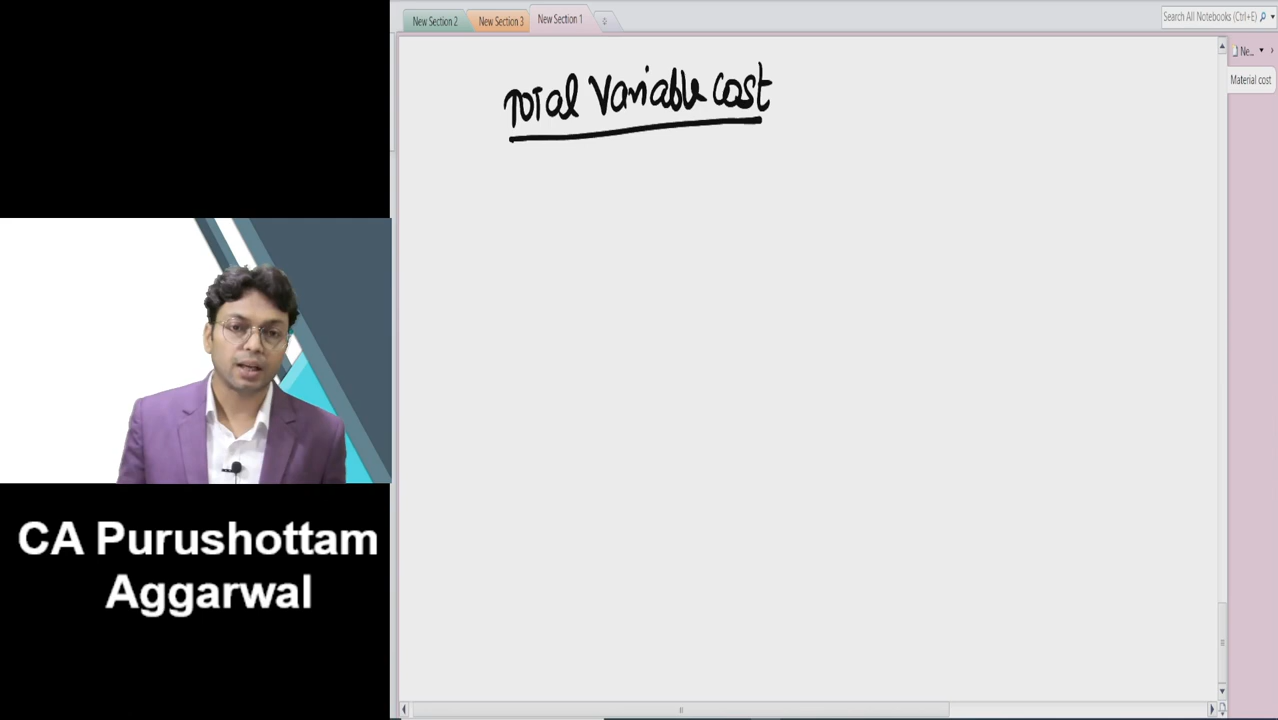 New Section 2
New Section 3
New Section 1
Search All Notebooks (Ctrl+E)
Ne...
Material cost
Total Variable cost
CA Purushottam
Aggarwal